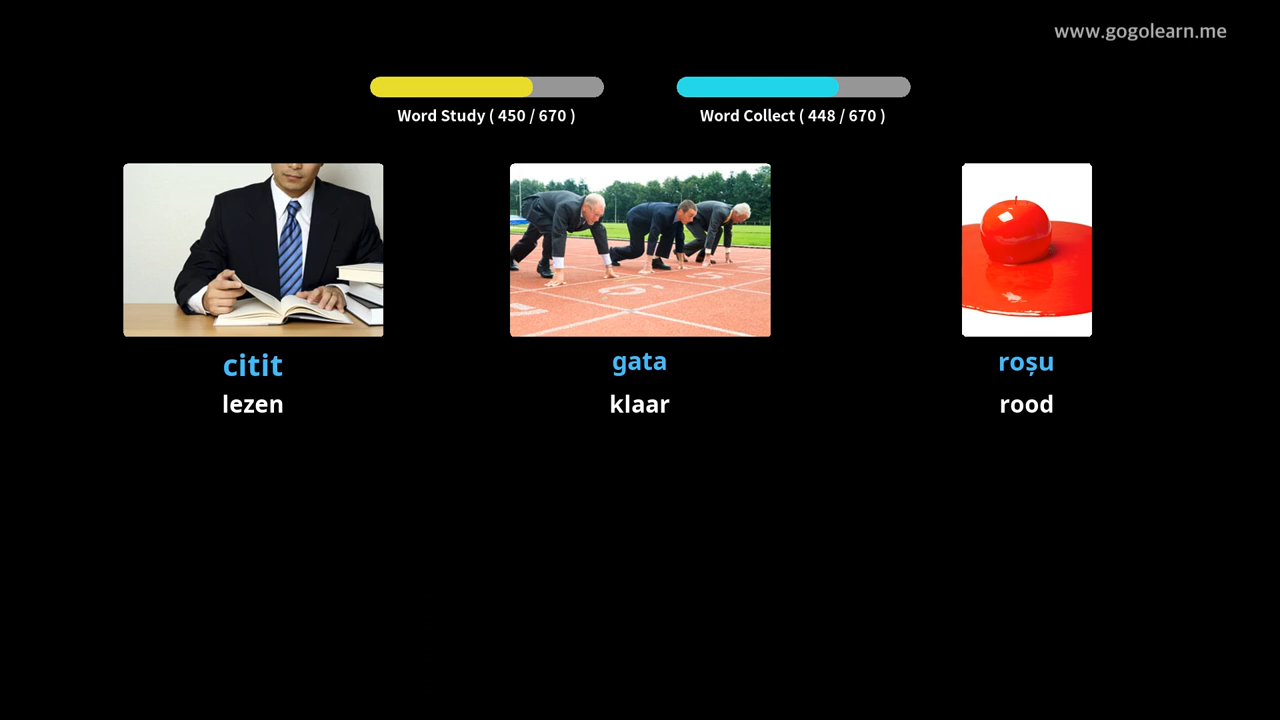 www.gogolearn.me
Word Study ( 450 / 670 )
Word Collect ( 448 / 670 )
citit
gata
roșu
lezen
klaar
rood